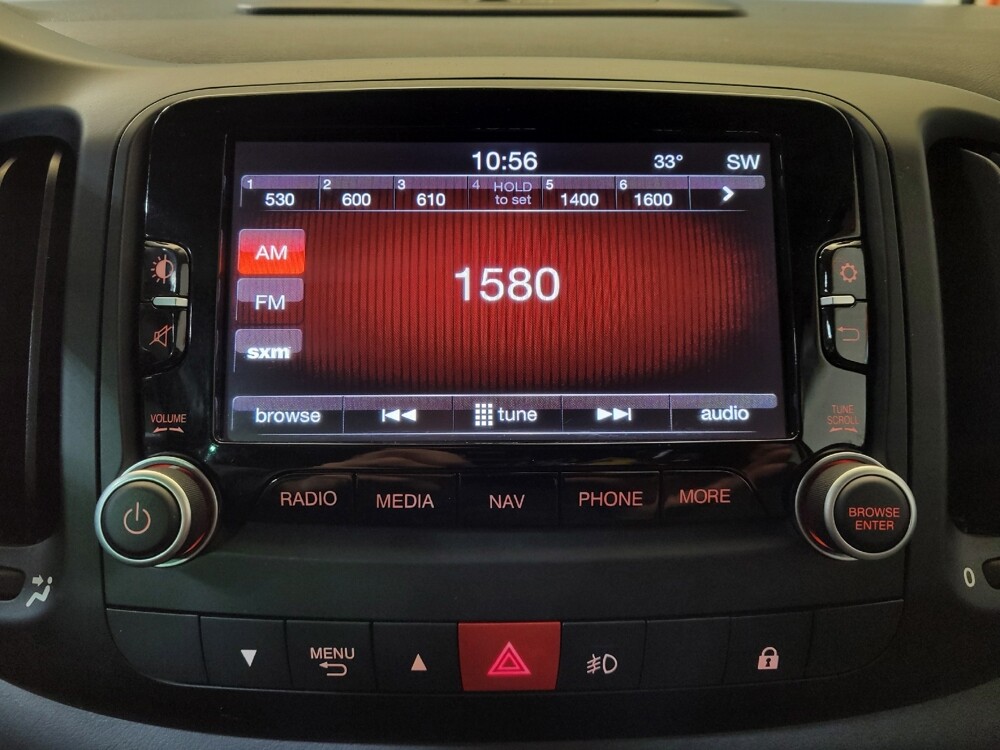 10:56 33° SW
1 530 2 600 3 610 4 HOLD to set 5 1400 6 1600
AM
1580
FM
sxm
browse tune audio
VOLUME
TUNE
SCROLL
RADIO MEDIA NAV PHONE MORE
BROWSE
ENTER
0
MENU